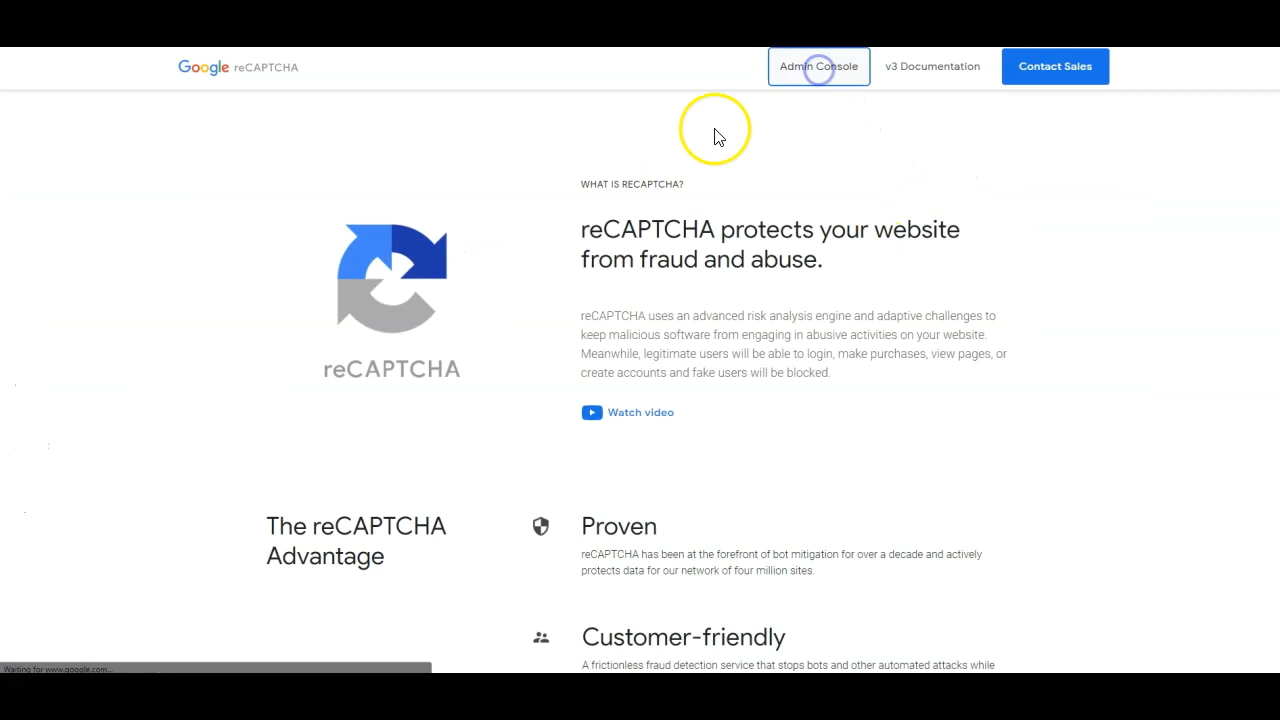 Google reCAPTCHA
Admin Console
v3 Documentation
Contact Sales
WHAT IS RECAPTCHA?
reCAPTCHA protects your website
from fraud and abuse.
reCAPTCHA uses an advanced risk analysis engine and adaptive challenges to
keep malicious software from engaging in abusive activities on your website.
Meanwhile, legitimate users will be able to login, make purchases, view pages, or
create accounts and fake users will be blocked.
reCAPTCHA
Watch video
The reCAPTCHA
Advantage
Proven
reCAPTCHA has been at the forefront of bot mitigation for over a decade and actively
protects data for our network of four million sites.
Customer-friendly
A frictionless fraud detection service that stops bots and other automated attacks while
Waiting for www.google.com...